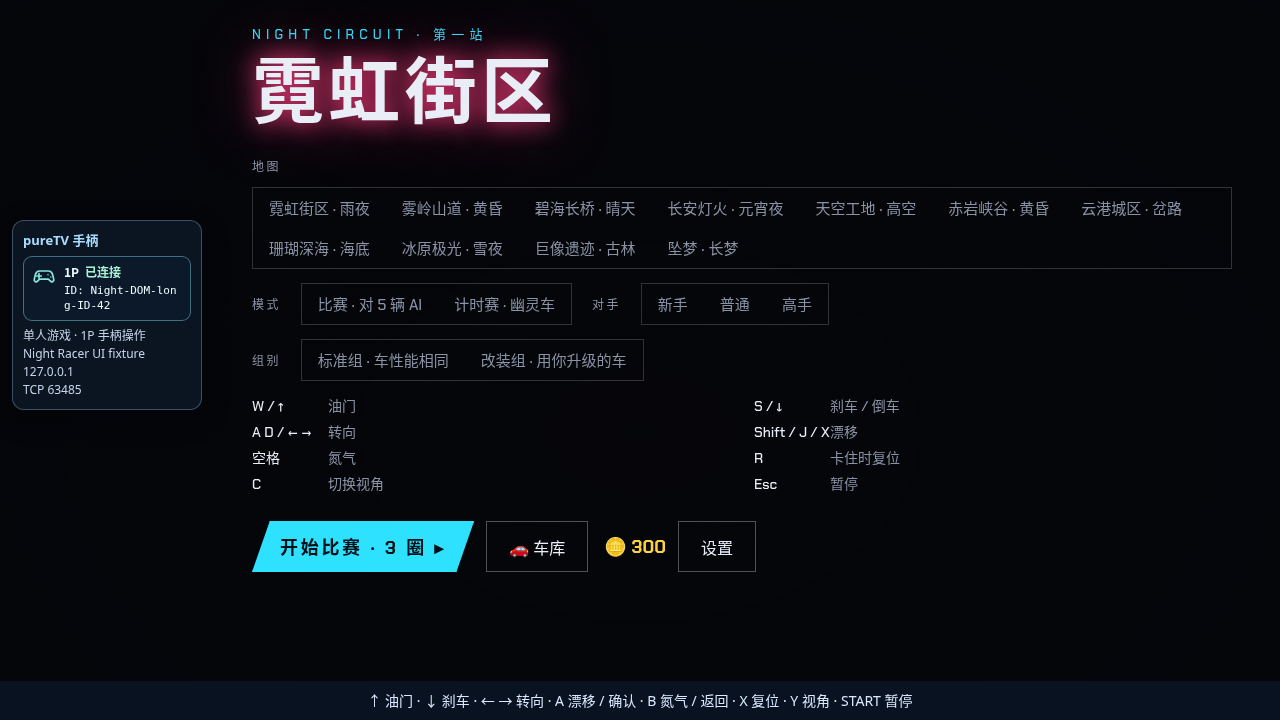 NIGHT CIRCUIT · 第一站
霓虹街区
地图
霓虹街区 · 雨夜 雾岭山道 · 黄昏 碧海长桥 · 晴天 长安灯火 · 元宵夜 天空工地 · 高空 赤岩峡谷 · 黄昏 云港城区 · 岔路
珊瑚深海 · 海底 冰原极光 · 雪夜 巨像遗迹 · 古林 坠梦 · 长梦
pureTV 手柄
1P 已连接
ID: Night-DOM-lon
g-ID-42
单人游戏 · 1P 手柄操作
Night Racer UI fixture
127.0.0.1
TCP 63485
模式 比赛 · 对 5 辆 AI 计时赛 · 幽灵车 对手 新手 普通 高手
组别 标准组 · 车性能相同 改装组 · 用你升级的车
W / ↑ 油门 S / ↓ 刹车 / 倒车
A D / ← → 转向 Shift / J / X 漂移
空格 氮气 R 卡住时复位
C 切换视角 Esc 暂停
开始比赛 · 3 圈 ▸ 🚗 车库 🪙 300 设置
↑ 油门 · ↓ 刹车 · ← → 转向 · A 漂移 / 确认 · B 氮气 / 返回 · X 复位 · Y 视角 · START 暂停